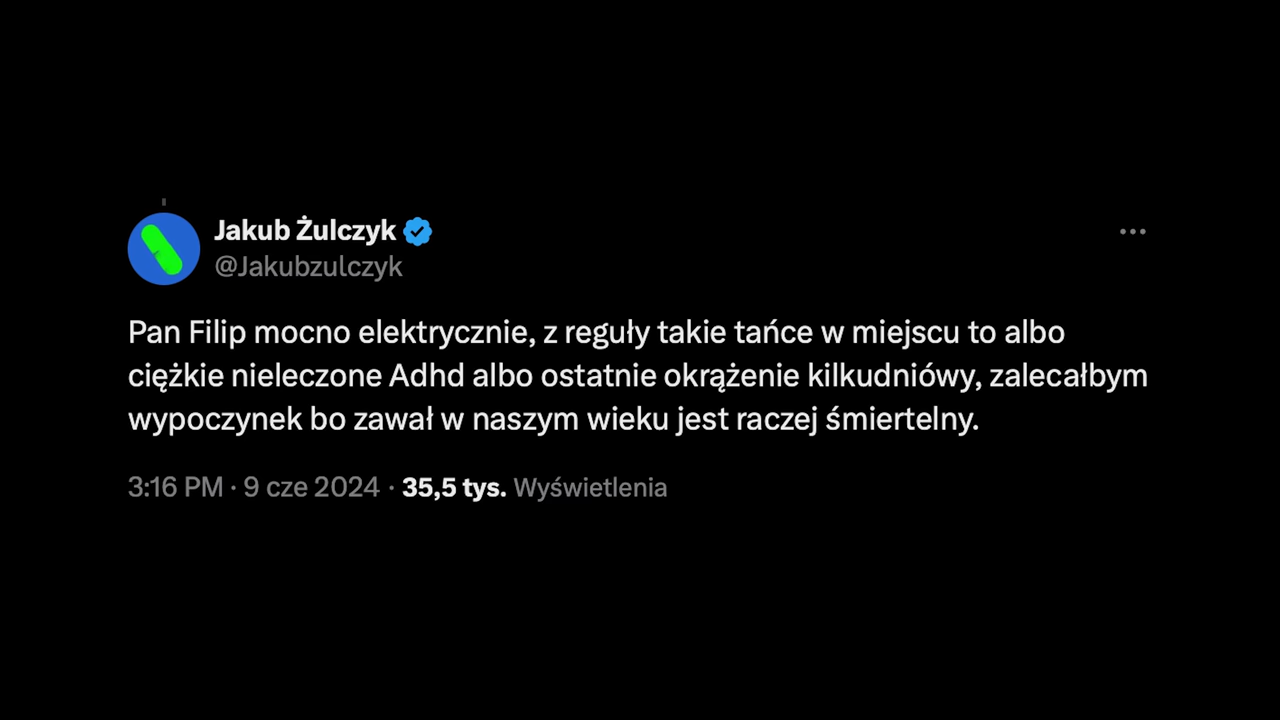 Jakub Żulczyk
@Jakubzulczyk
Pan Filip mocno elektrycznie, z reguły takie tańce w miejscu to albo
ciężkie nieleczone Adhd albo ostatnie okrążenie kilkudniówy, zalecałbym
wypoczynek bo zawał w naszym wieku jest raczej śmiertelny.
3:16 PM · 9 cze 2024 · 35,5 tys. Wyświetlenia